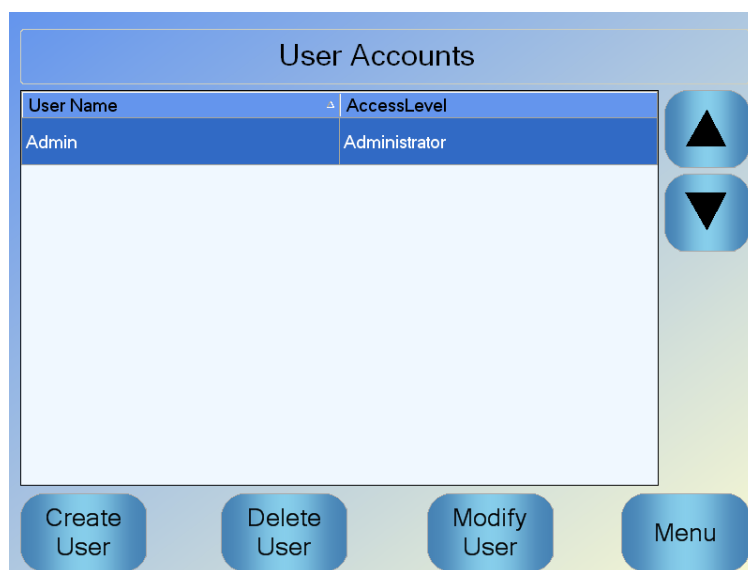 User Accounts
User Name AccessLevel
Admin Administrator
Create User Delete User Modify User Menu